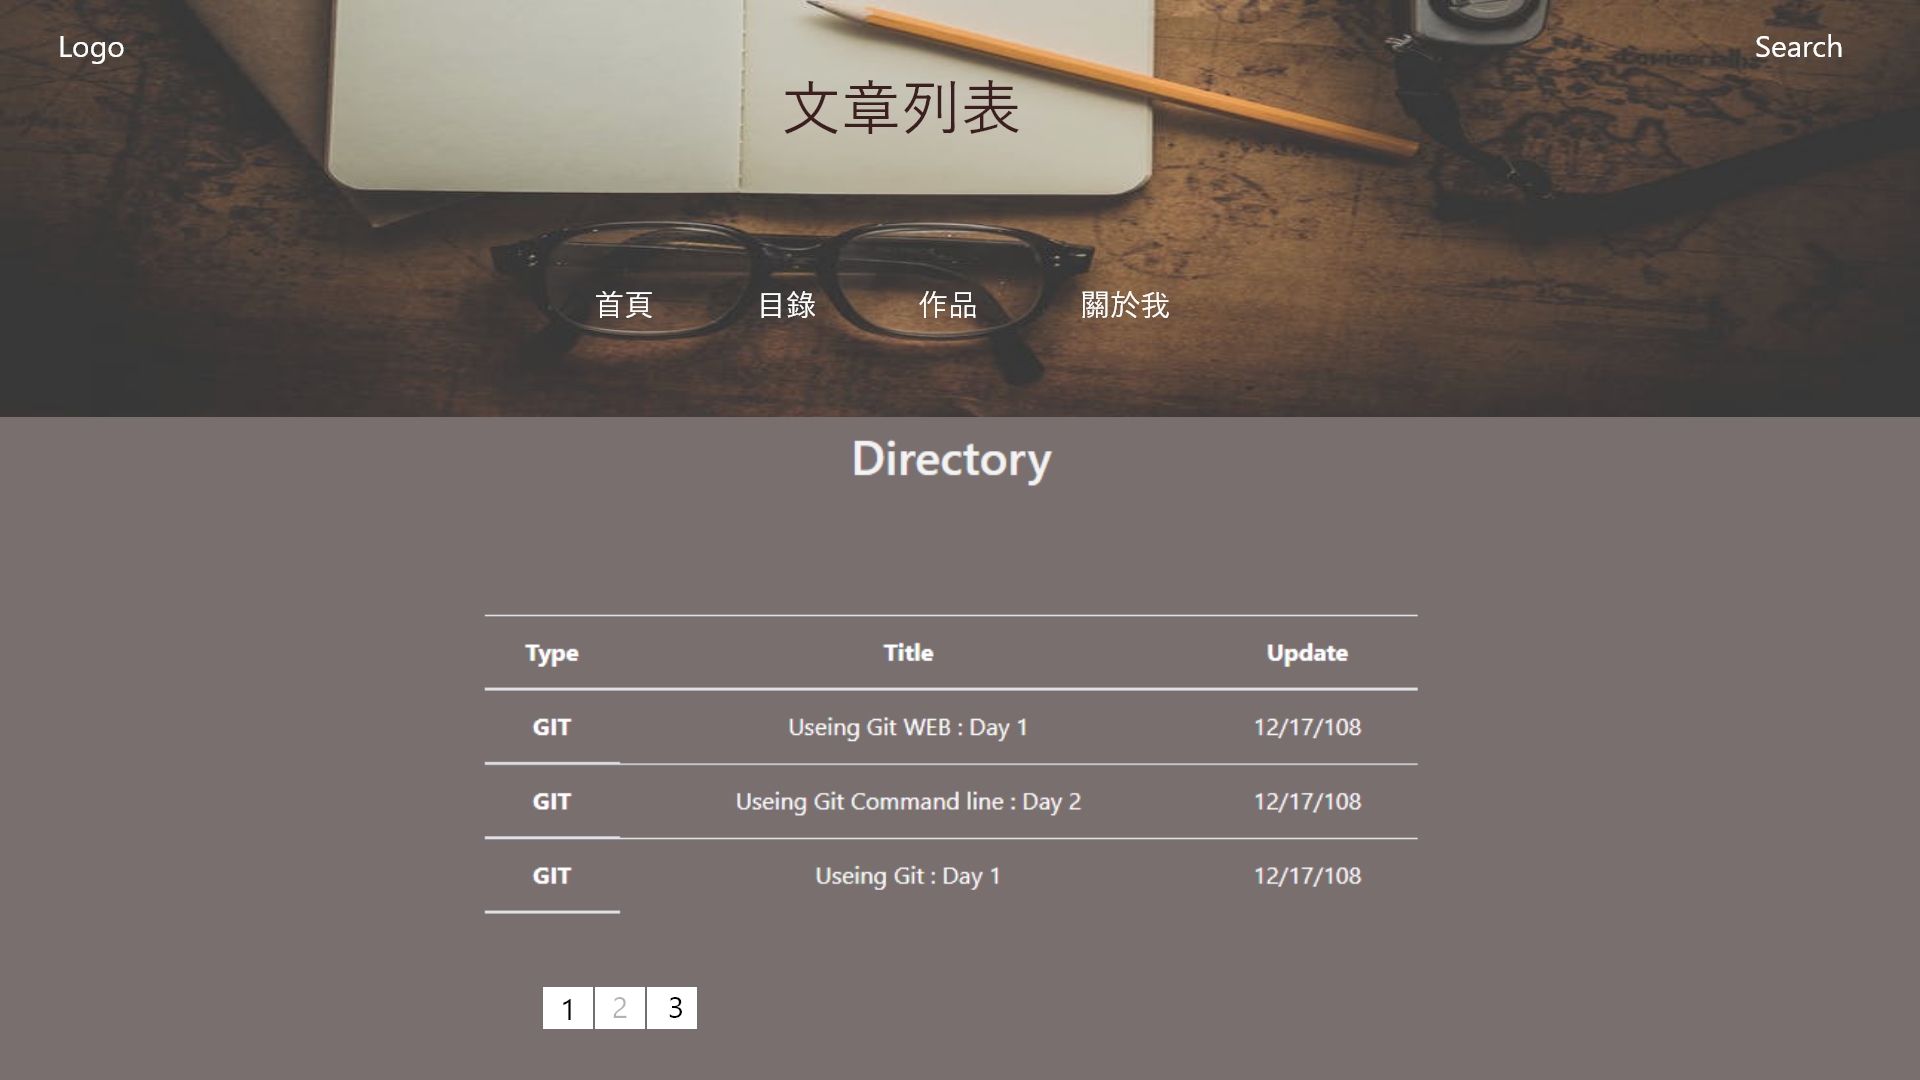 Logo
Search
文章列表
首頁 目錄 作品 關於我
Directory
Type Title Update
GIT Useing Git WEB : Day 1 12/17/108
GIT Useing Git Command line : Day 2 12/17/108
GIT Useing Git : Day 1 12/17/108
1 2 3